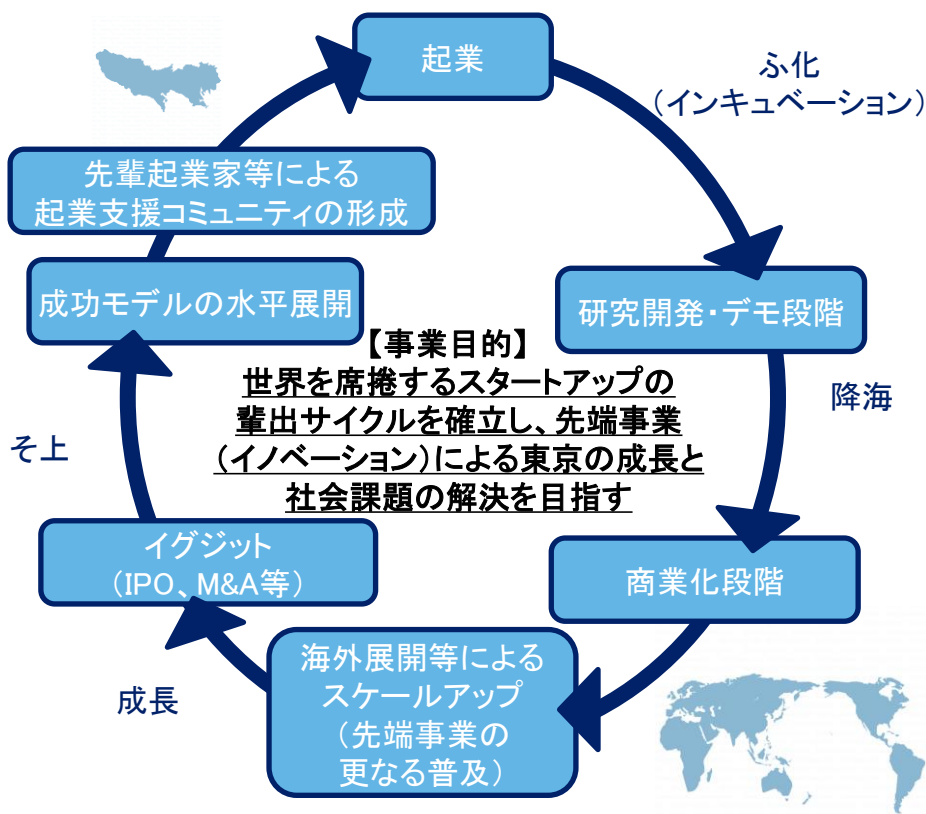 起業
ふ化
（インキュベーション）
先輩起業家等による
起業支援コミュニティの形成
成功モデルの水平展開
研究開発・デモ段階
【事業目的】
世界を席捲するスタートアップの
輩出サイクルを確立し、先端事業
（イノベーション）による東京の成長と
社会課題の解決を目指す
降海
そ上
イグジット
（IPO、M&A等）
商業化段階
海外展開等による
スケールアップ
（先端事業の
更なる普及）
成長